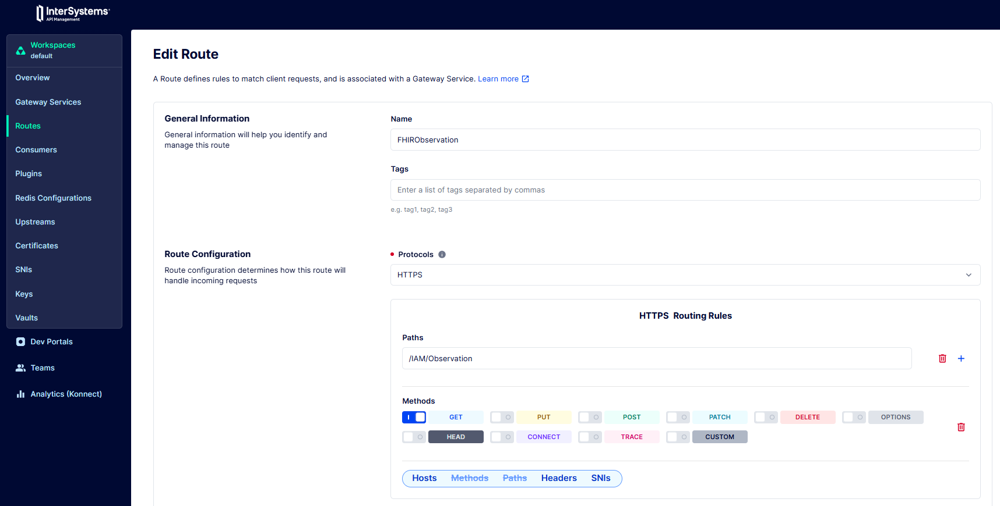 InterSystems
API Management
Workspaces
default
Overview
Gateway Services
Routes
Consumers
Plugins
Redis Configurations
Upstreams
Certificates
SNIs
Keys
Vaults
Dev Portals
Teams
Analytics (Konnect)
Edit Route
A Route defines rules to match client requests, and is associated with a Gateway Service. Learn more
General Information
General information will help you identify and
manage this route
Name
FHIRObservation
Tags
Enter a list of tags separated by commas
e.g. tag1, tag2, tag3
Route Configuration
Route configuration determines how this route will
handle incoming requests
Protocols
HTTPS
HTTPS Routing Rules
Paths
/IAM/Observation
Methods
GET PUT POST PATCH DELETE OPTIONS
HEAD CONNECT TRACE CUSTOM
Hosts Methods Paths Headers SNIs